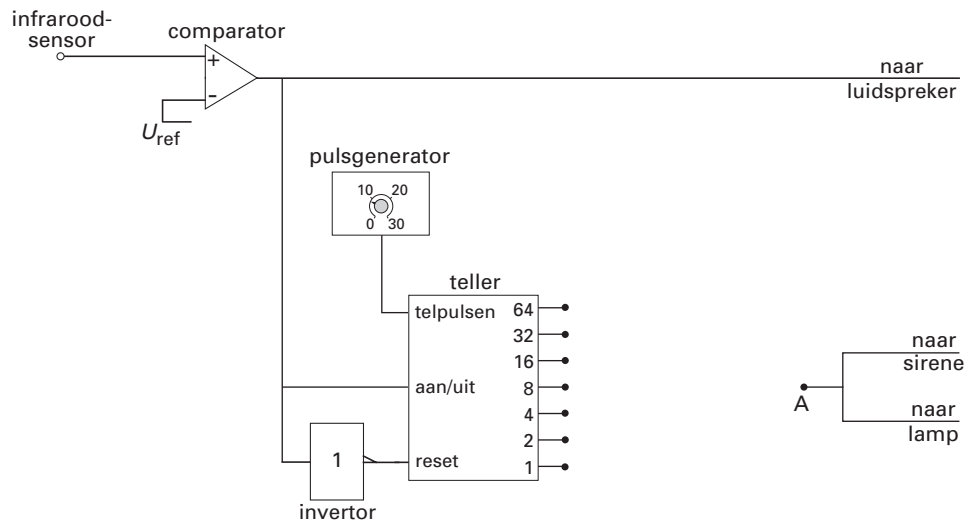 infrarood-
sensor
comparator
+
-
U ref
naar
luidspreker
pulsgenerator
10 20
0 30
teller
telpulsen
aan/uit
reset
64
32
16
8
4
2
1
1
invertor
A
naar
sirene
naar
lamp